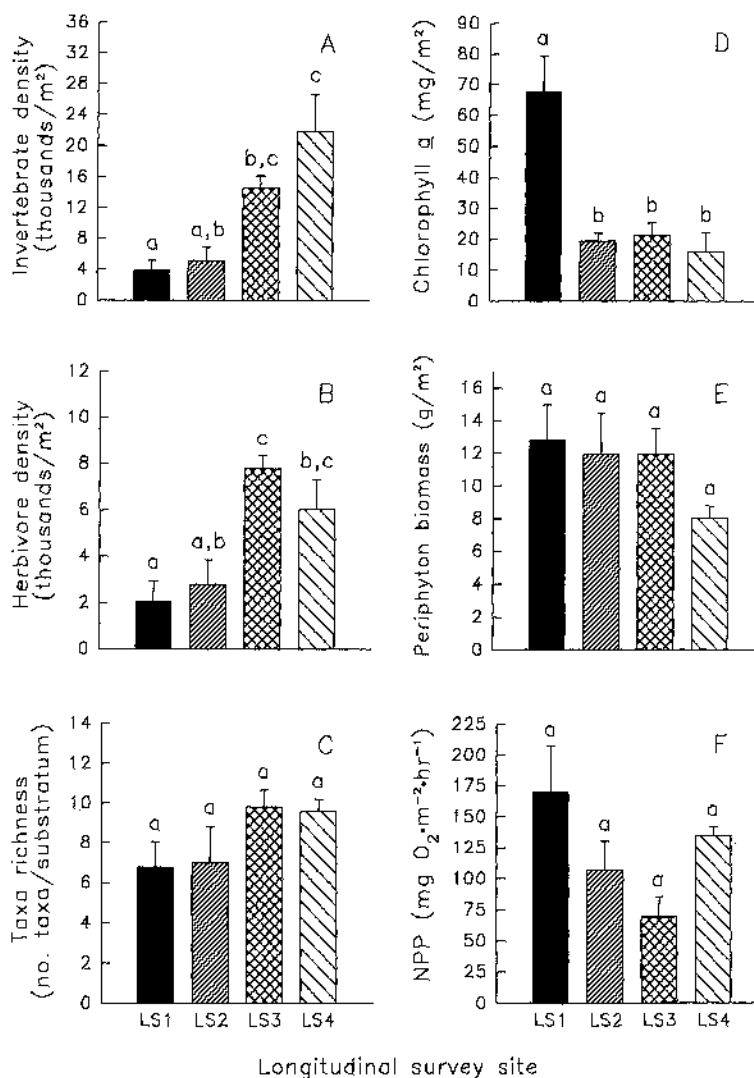 Invertebrate density
(thousands/m²)
36
32
28
24
20
16
12
8
4
0
A
a
a,b
b,c
c
Chlorophyll a (mg/m²)
90
80
70
60
50
40
30
20
10
0
D
a
b
b
b
Herbivore density
(thousands/m²)
12
10
8
6
4
2
0
B
a
a,b
c
b,c
Periphyton biomass (g/m²)
16
14
12
10
8
6
4
2
0
E
a
a
a
a
Taxa richness
(no. taxa/substratum)
14
12
10
8
6
4
2
0
C
a
a
a
a
LS1 LS2 LS3 LS4
NPP (mg O₂•m⁻²•hr⁻¹)
225
200
175
150
125
100
75
50
25
0
F
a
a
a
a
LS1 LS2 LS3 LS4
Longitudinal survey site